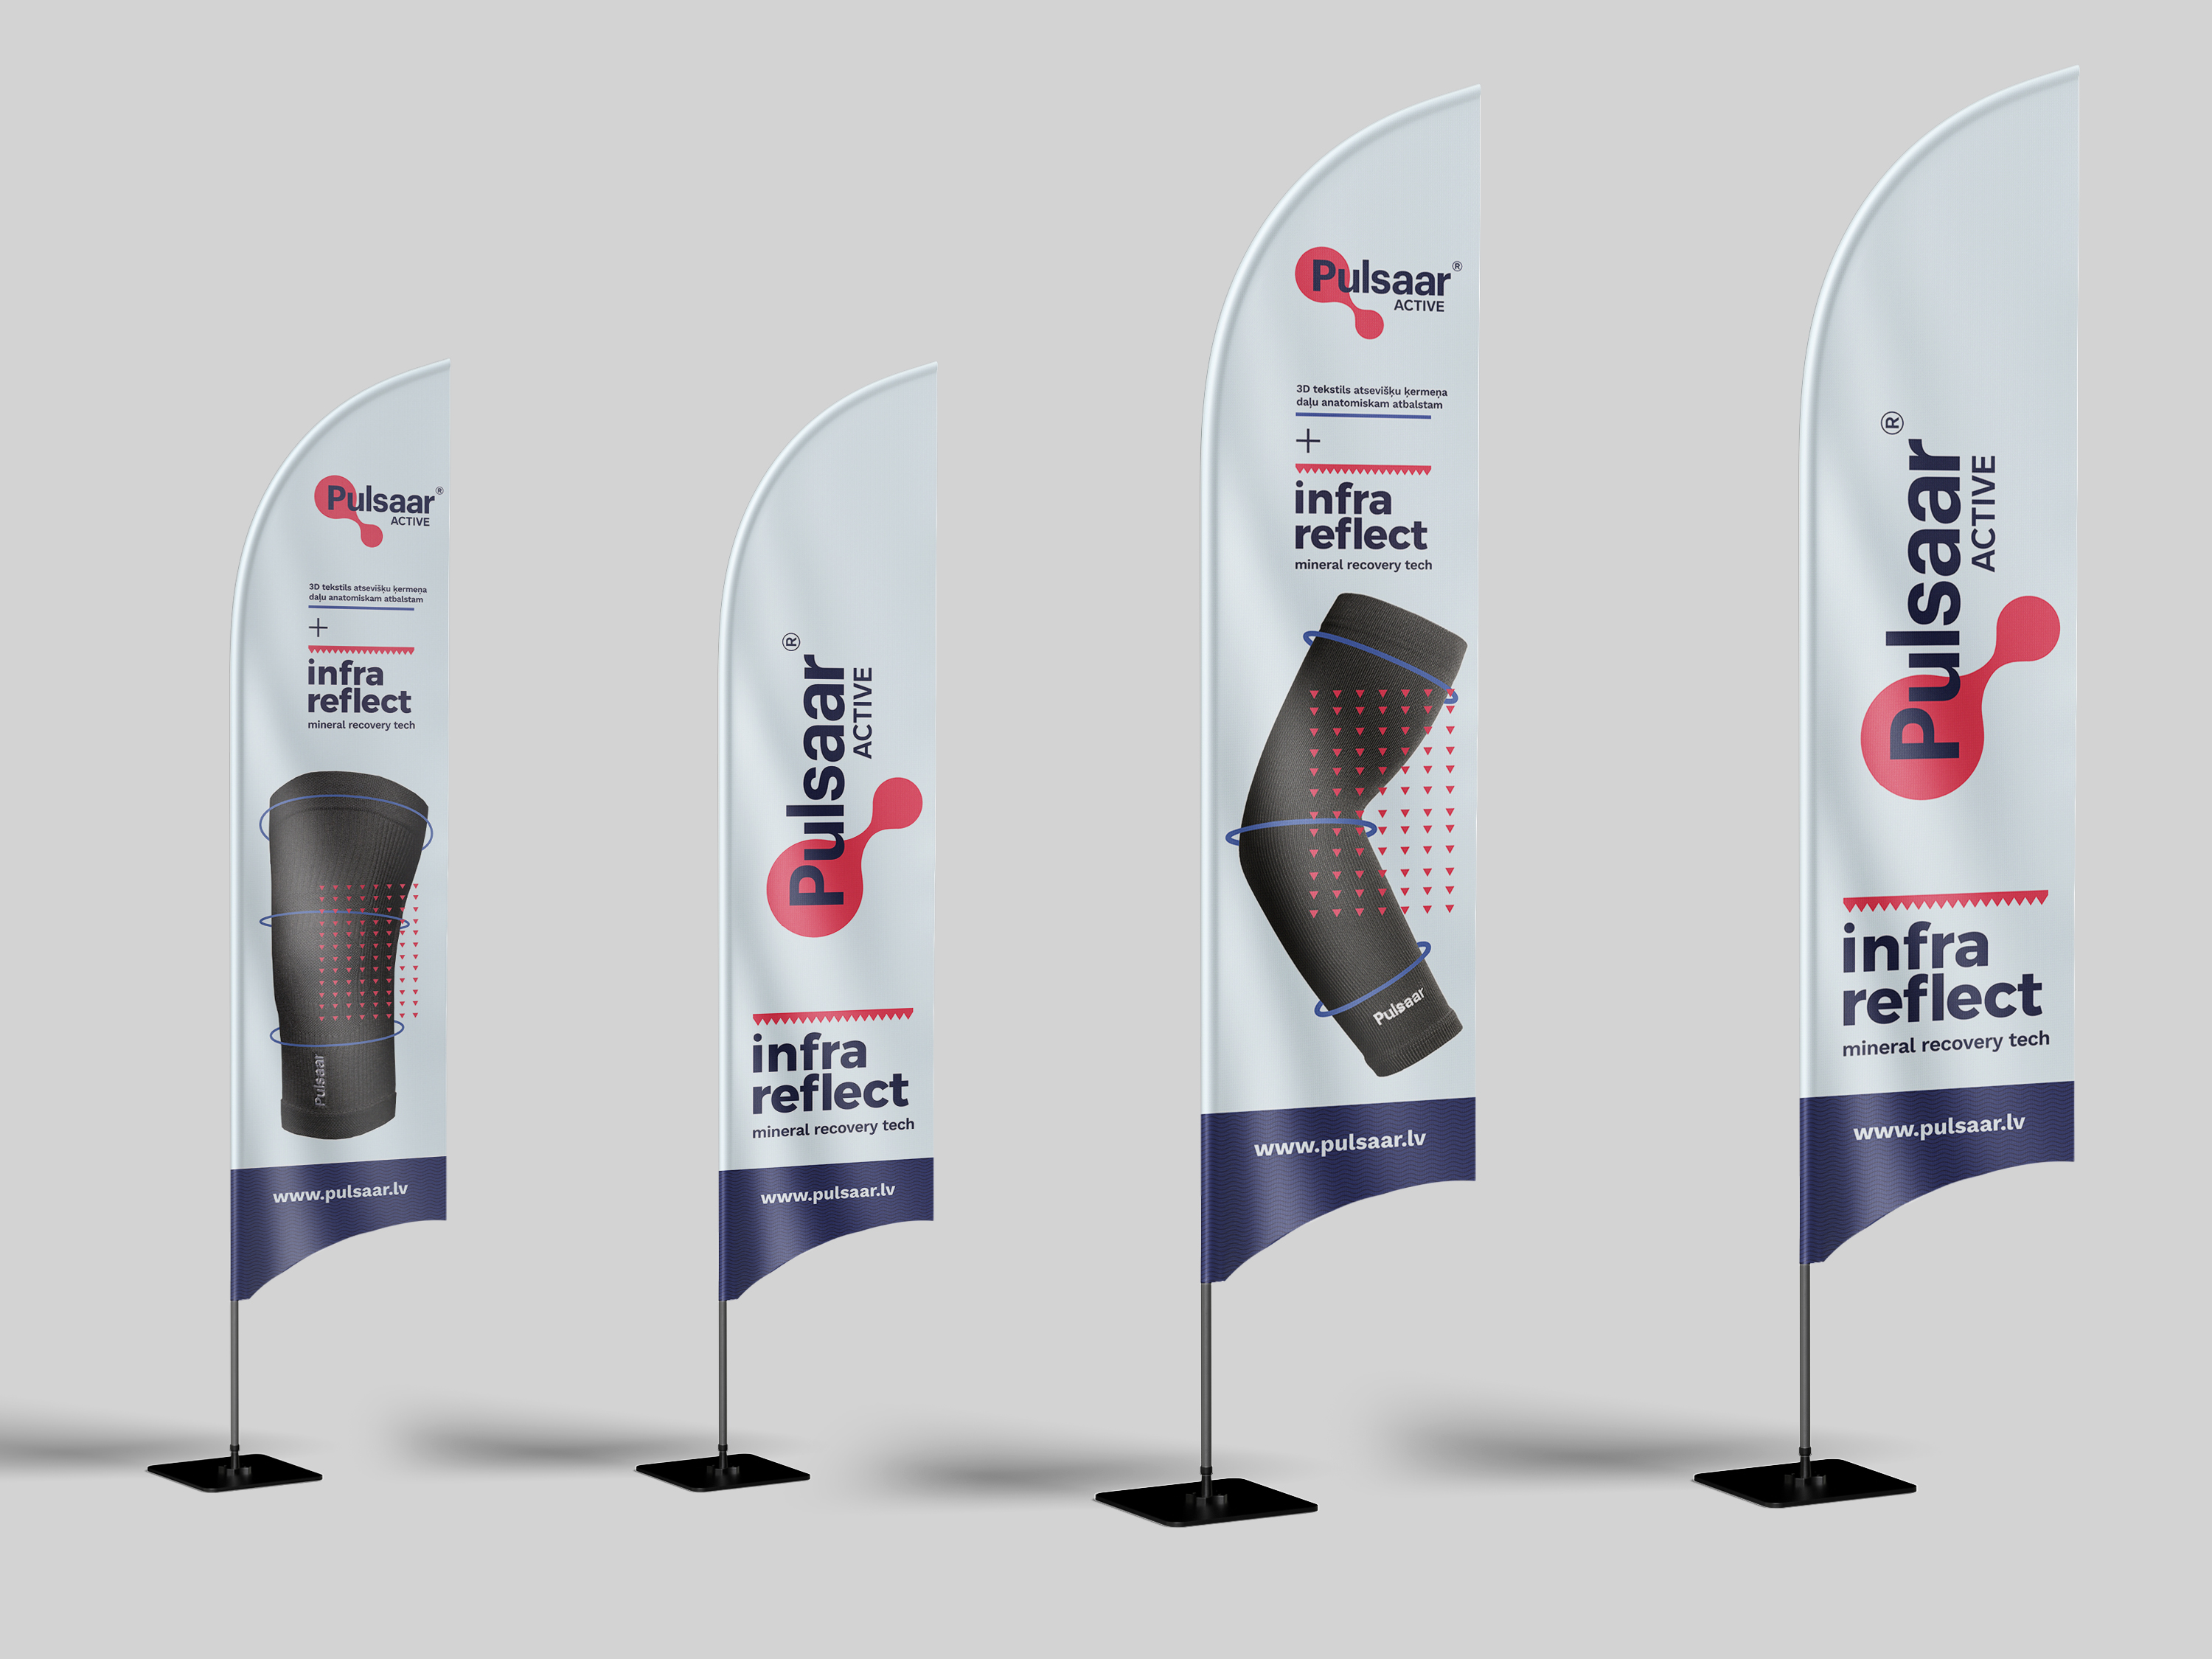 Pulsaar®
ACTIVE
3D tekstils atsevišķu ķermeņa
daļu anatomiskam atbalstam
+
infra
reflect
mineral recovery tech
Pulsaar
www.pulsaar.lv
Pulsaar®
ACTIVE
infra
reflect
mineral recovery tech
www.pulsaar.lv
Pulsaar®
ACTIVE
3D tekstils atsevišķu ķermeņa
daļu anatomiskam atbalstam
+
infra
reflect
mineral recovery tech
Pulsaar
www.pulsaar.lv
Pulsaar®
ACTIVE
infra
reflect
mineral recovery tech
www.pulsaar.lv